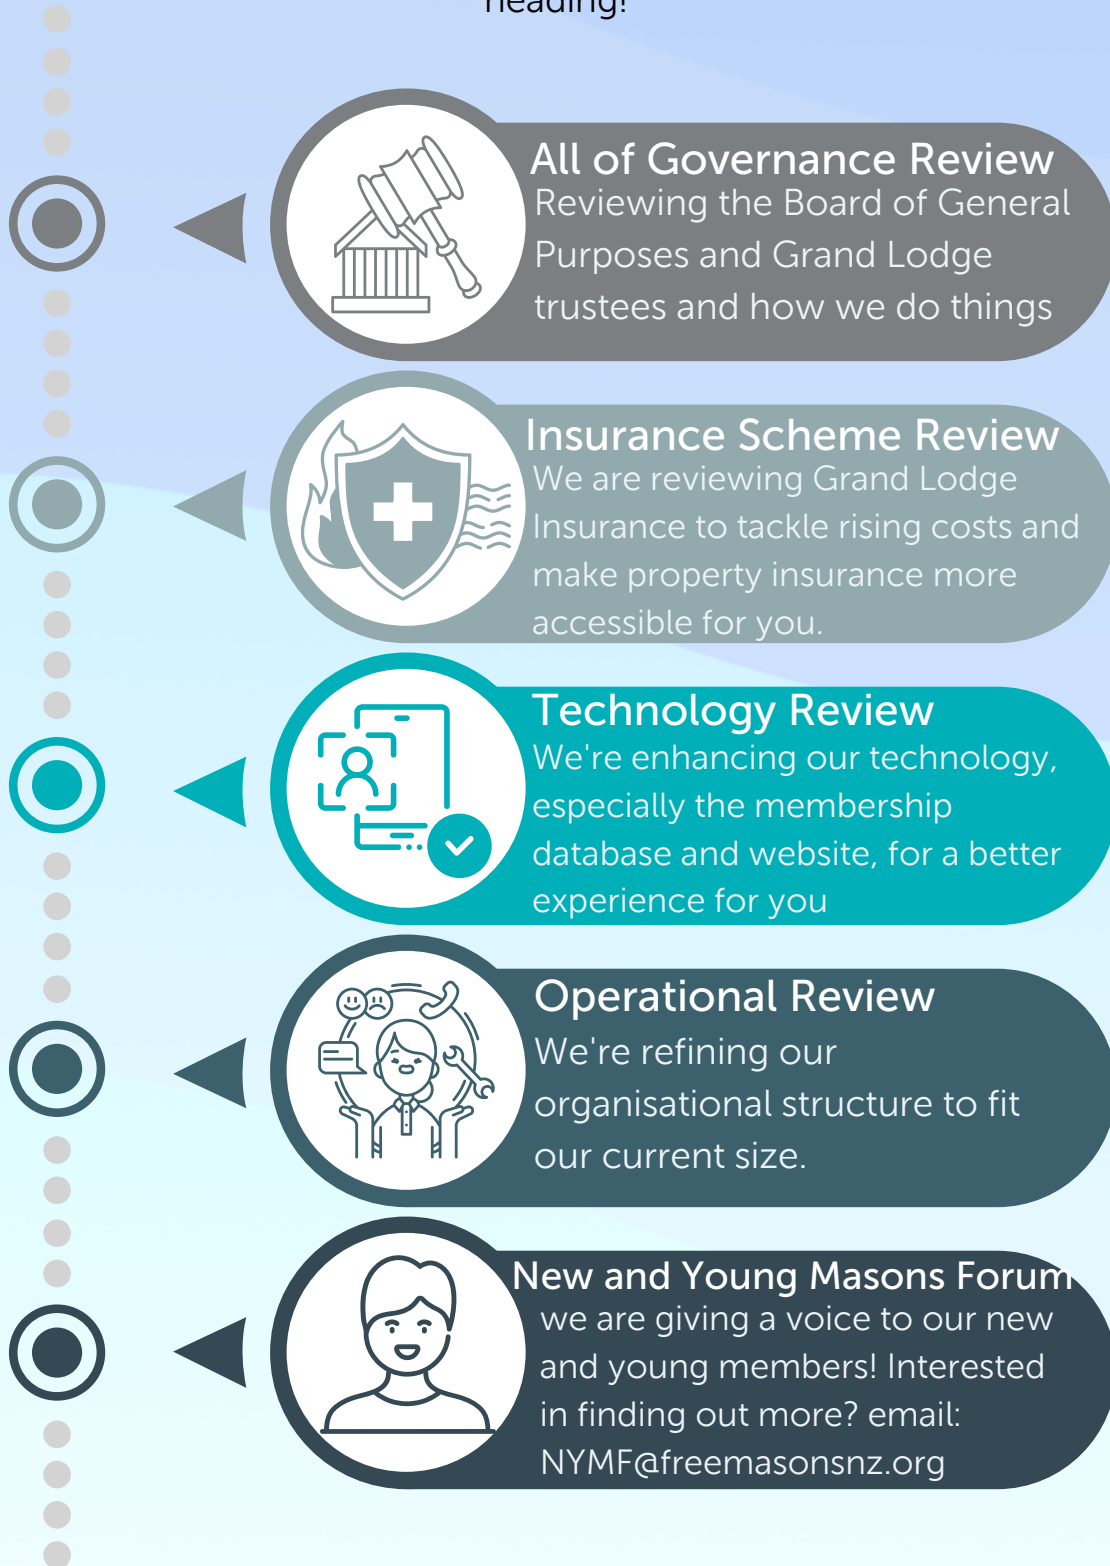 heading!
All of Governance Review
Reviewing the Board of General
Purposes and Grand Lodge
trustees and how we do things
Insurance Scheme Review
We are reviewing Grand Lodge
Insurance to tackle rising costs and
make property insurance more
accessible for you.
Technology Review
We're enhancing our technology,
especially the membership
database and website, for a better
experience for you
Operational Review
We're refining our
organisational structure to fit
our current size.
New and Young Masons Forum
we are giving a voice to our new
and young members! Interested
in finding out more? email:
NYMF@freemasonsnz.org